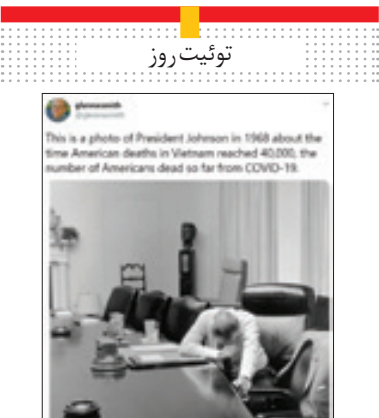 توئیت روز
glennsmith
This is a photo of President Johnson in 1968 about the
time American deaths in Vietnam reached 40,000, the
number of Americans dead so far from COVID-19.